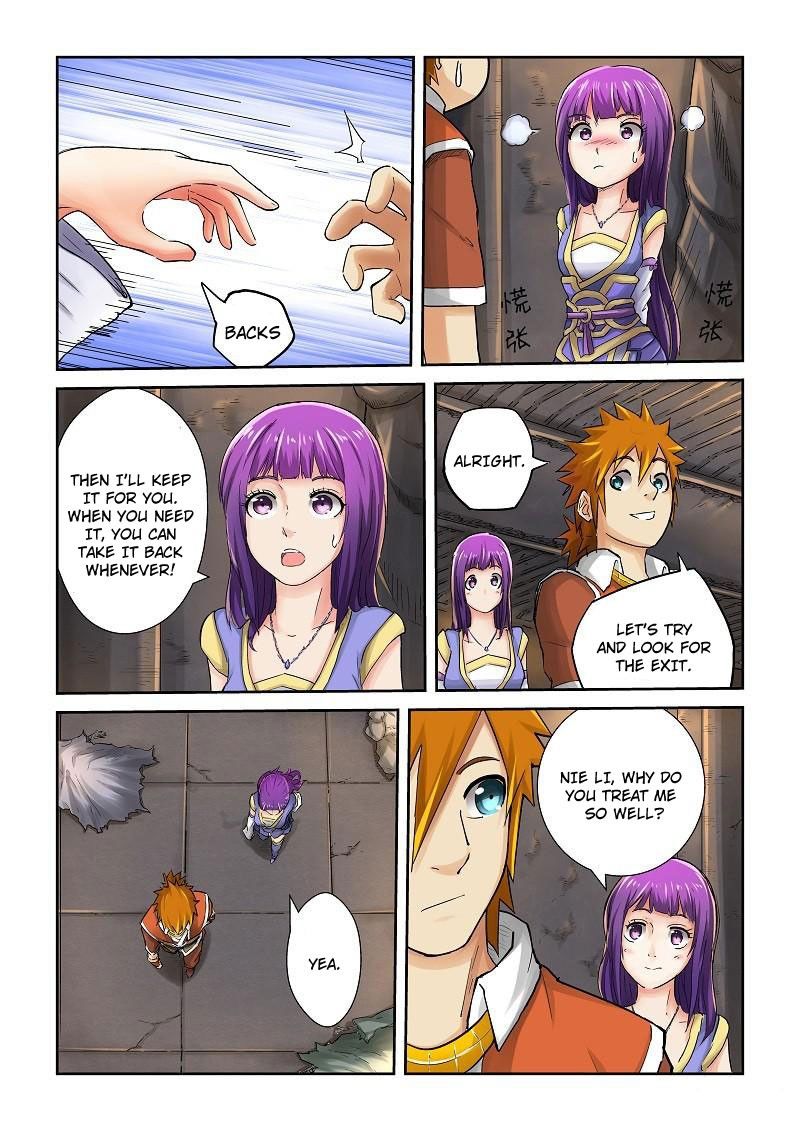 BACKS
慌
张
慌
张
THEN I'LL KEEP
IT FOR YOU.
WHEN YOU NEED
IT, YOU CAN
TAKE IT BACK
WHENEVER!
ALRIGHT.
LET'S TRY
AND LOOK FOR
THE EXIT.
YEA.
NIE LI, WHY DO
YOU TREAT ME
SO WELL?